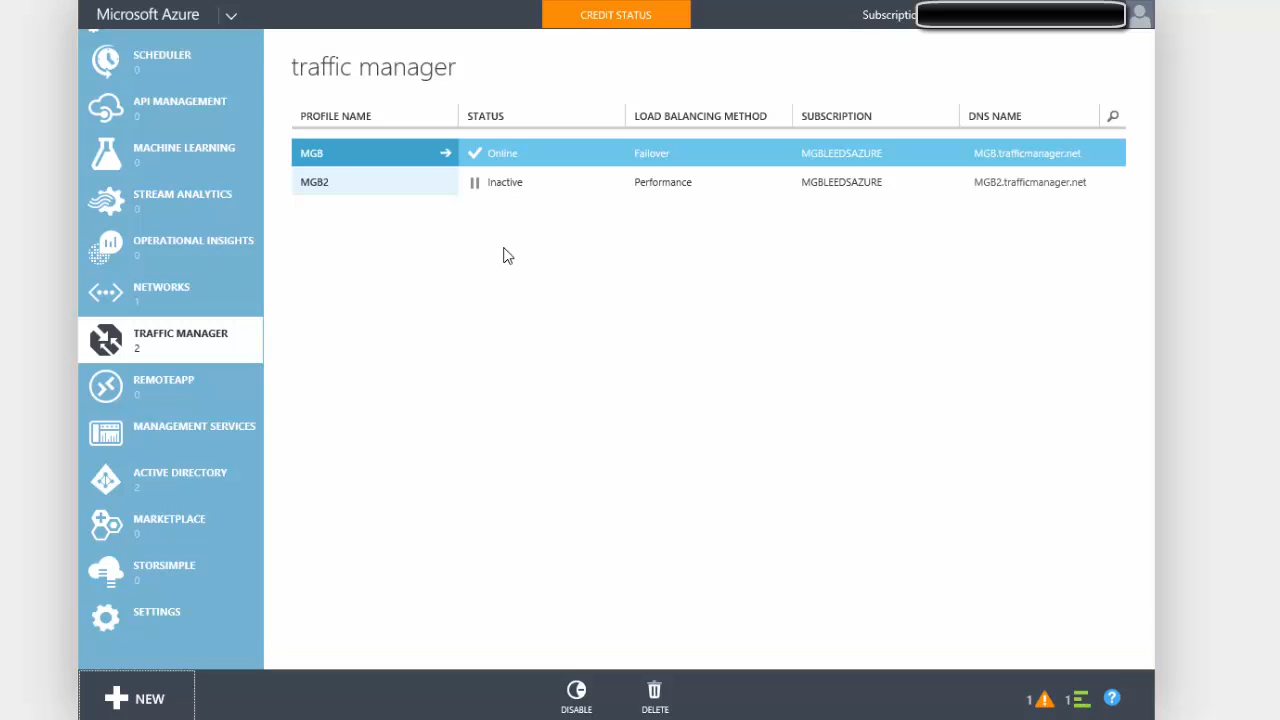 Microsoft Azure
CREDIT STATUS
SCHEDULER
0
API MANAGEMENT
0
MACHINE LEARNING
0
STREAM ANALYTICS
0
OPERATIONAL INSIGHTS
0
NETWORKS
1
TRAFFIC MANAGER
2
REMOTEAPP
0
MANAGEMENT SERVICES
ACTIVE DIRECTORY
2
MARKETPLACE
0
STORSIMPLE
0
SETTINGS
traffic manager
PROFILE NAME STATUS LOAD BALANCING METHOD SUBSCRIPTION DNS NAME
MGB Online Failover MGBLEEDSAZURE MGB.trafficmanager.net
MGB2 Inactive Performance MGBLEEDSAZURE MGB2.trafficmanager.net
NEW
DISABLE
DELETE
1 1 ?